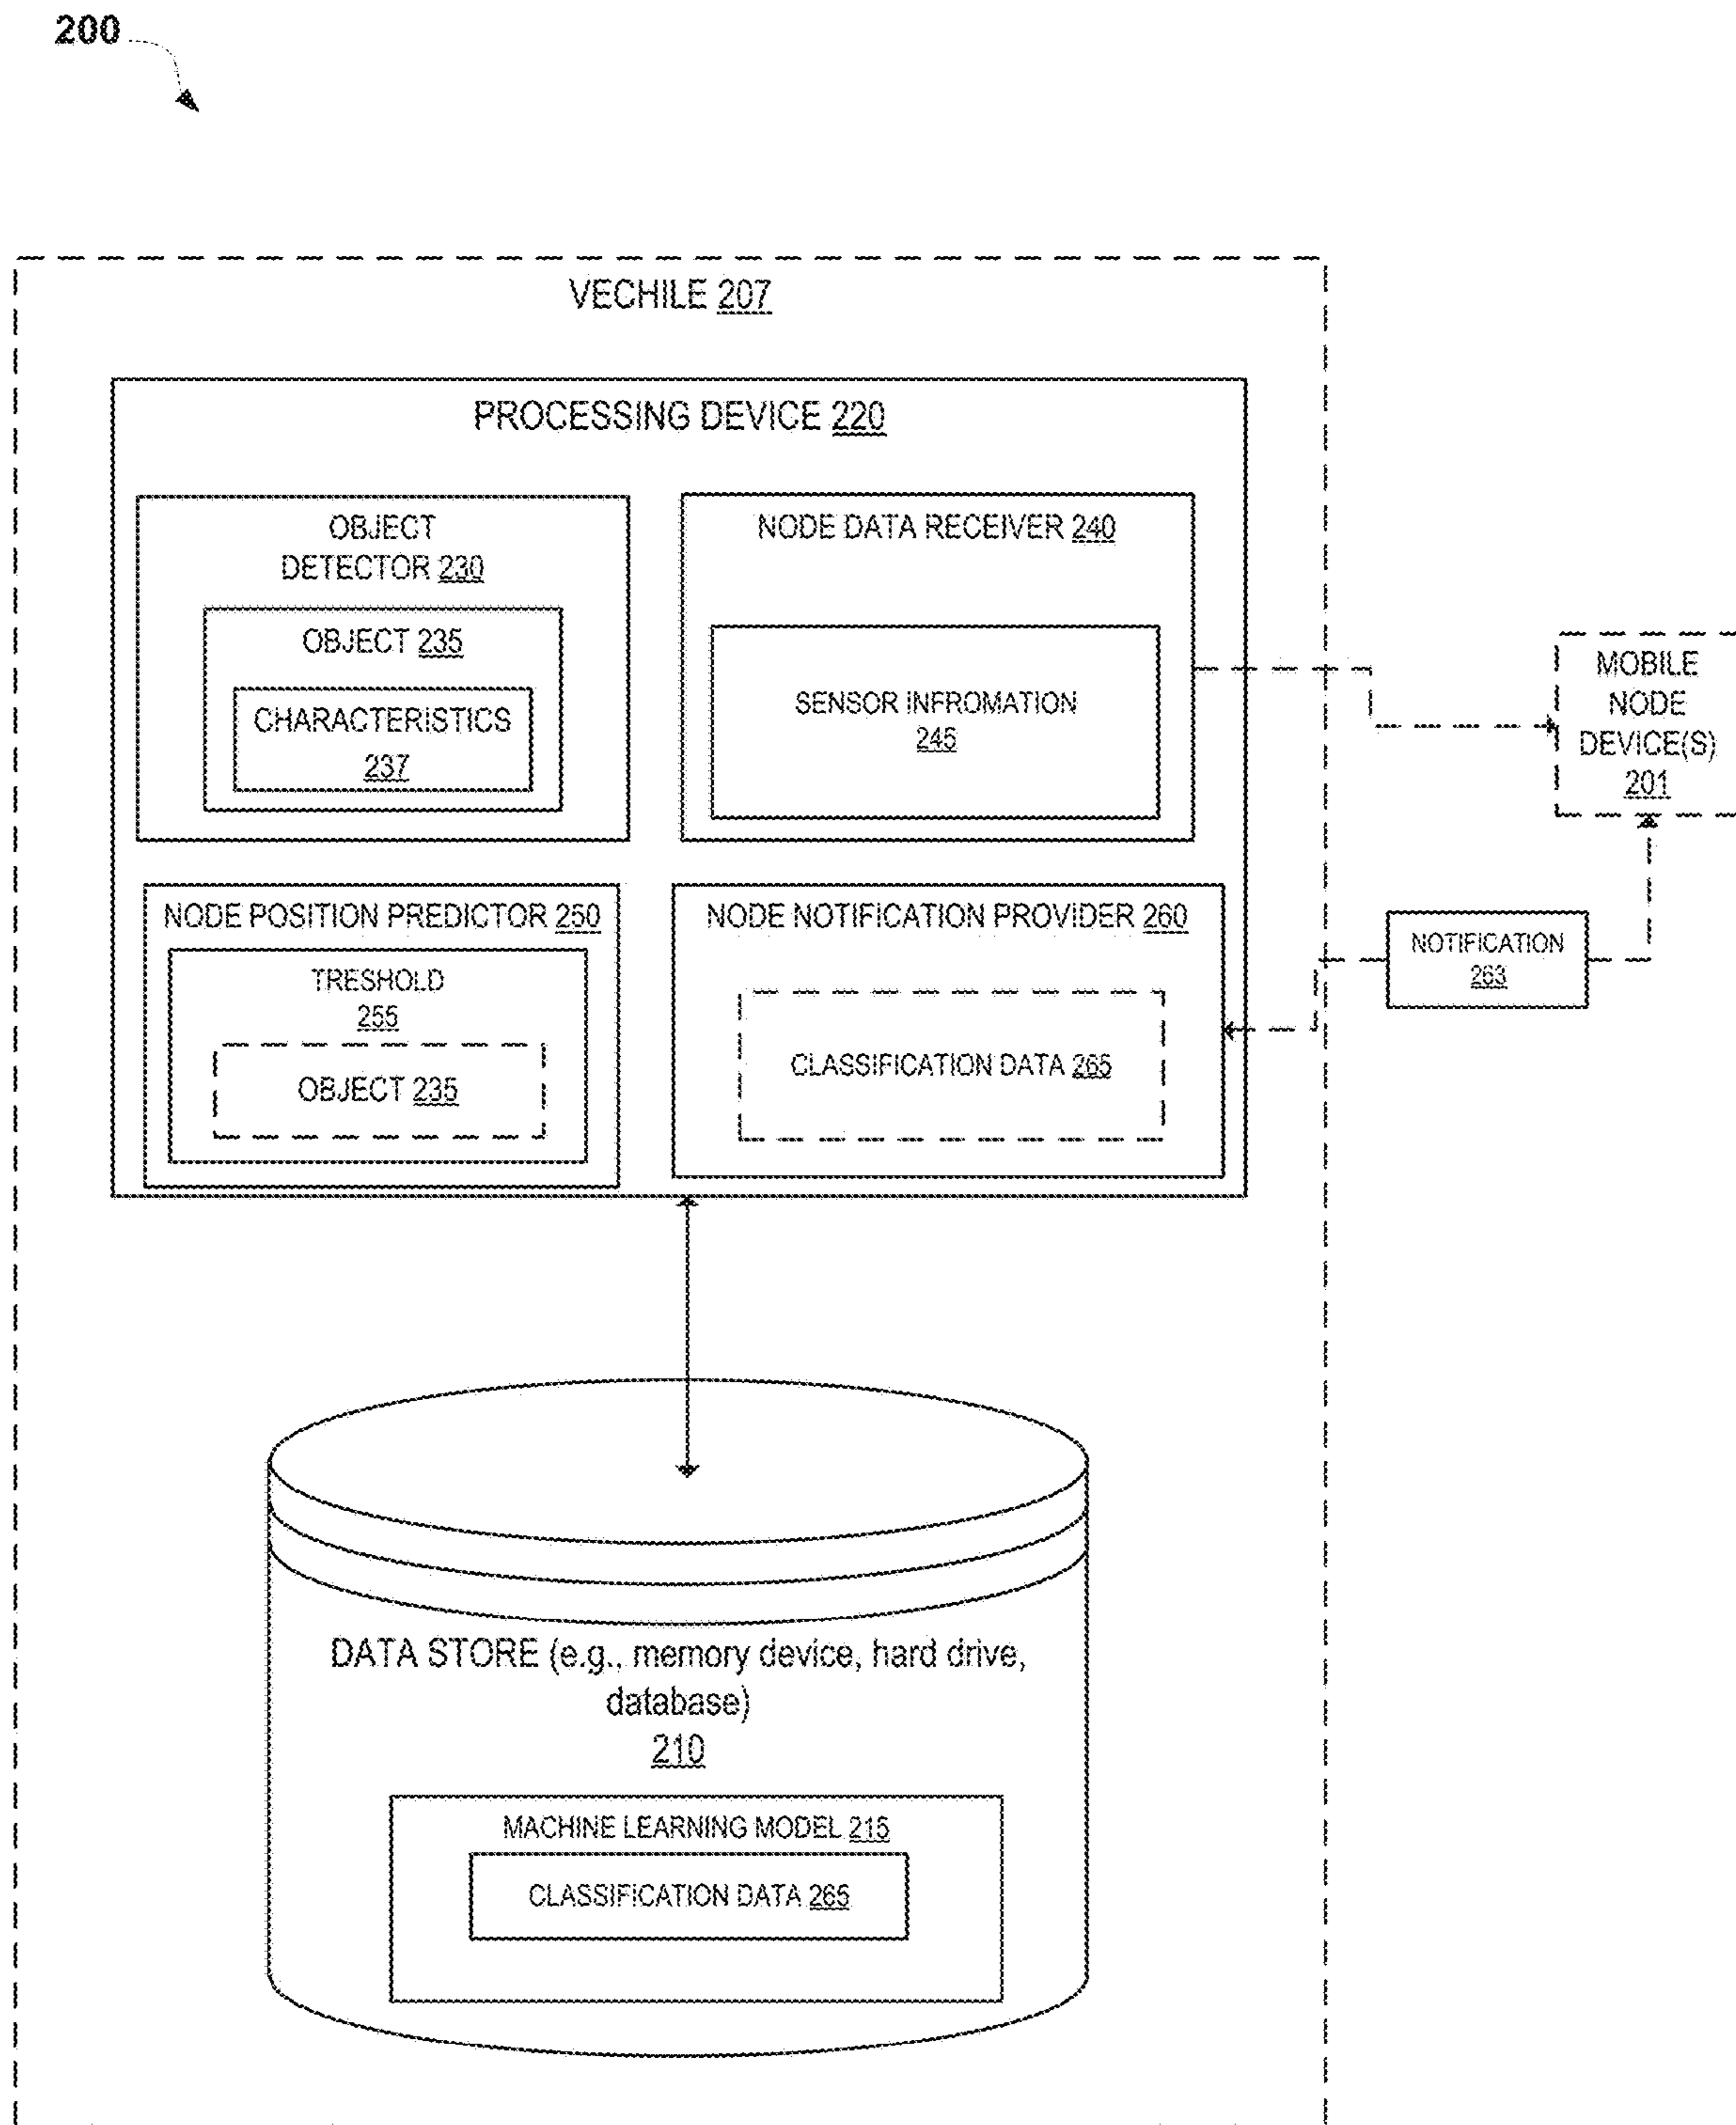 200
VECHILE 207
PROCESSING DEVICE 220
OBJECT
DETECTOR 230
OBJECT 235
CHARACTERISTICS
237
NODE DATA RECEIVER 240
SENSOR INFROMATION
245
MOBILE
NODE
DEVICE(S)
201
NODE POSITION PREDICTOR 250
TRESHOLD
255
OBJECT 235
NODE NOTIFICATION PROVIDER 260
CLASSIFICATION DATA 265
NOTIFICATION
263
DATA STORE (e.g., memory device, hard drive,
database)
210
MACHINE LEARNING MODEL 215
CLASSIFICATION DATA 265